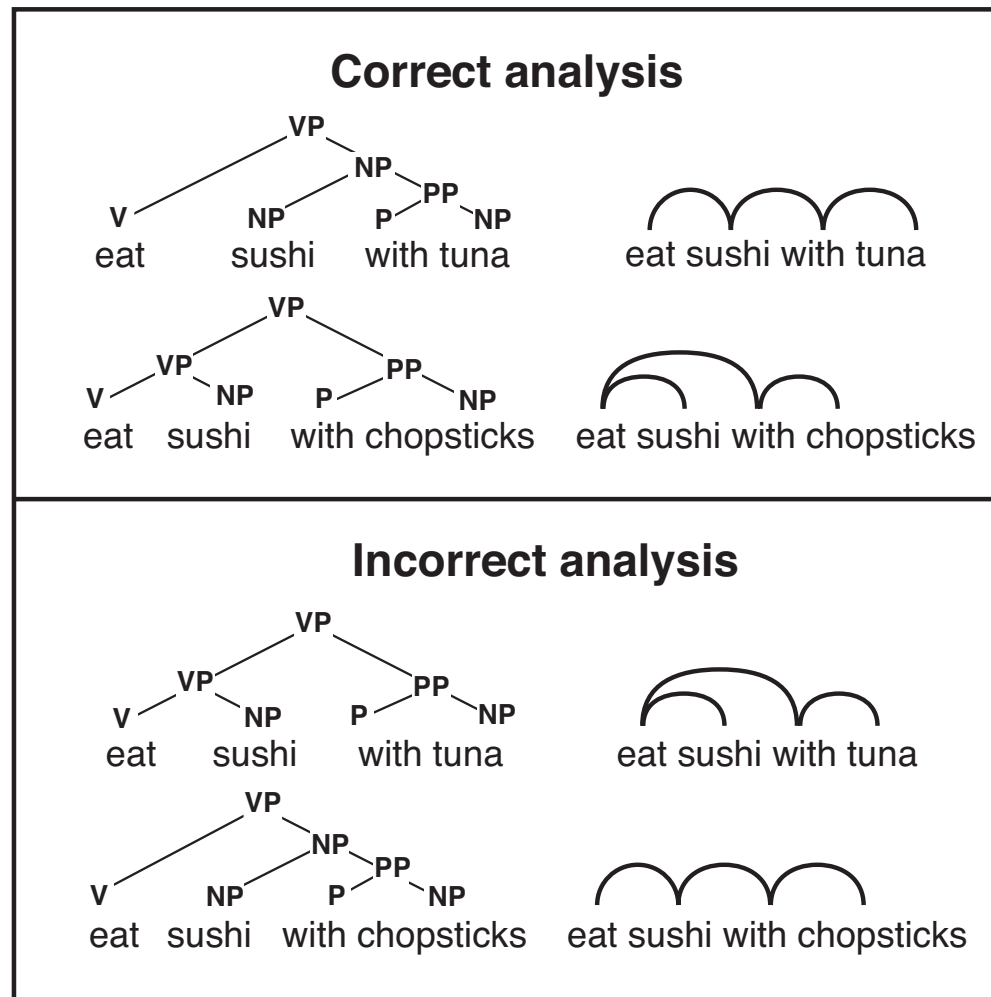 Correct analysis
VP
NP
PP
V NP P NP
eat sushi with tuna
eat sushi with tuna
VP
VP PP
V NP P NP
eat sushi with chopsticks
eat sushi with chopsticks
Incorrect analysis
VP
VP PP
V NP P NP
eat sushi with tuna
eat sushi with tuna
VP
NP
PP
V NP P NP
eat sushi with chopsticks
eat sushi with chopsticks